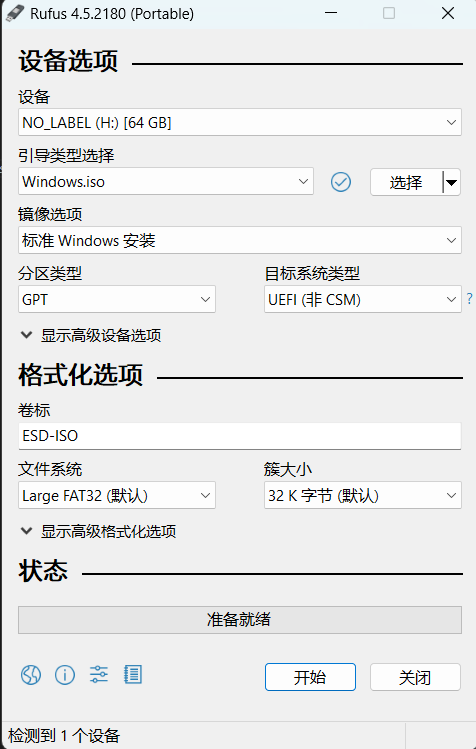 Rufus 4.5.2180 (Portable)
设备选项
设备
NO_LABEL (H:) [64 GB]
引导类型选择
Windows.iso
选择
镜像选项
标准 Windows 安装
分区类型 目标系统类型
GPT UEFI (非 CSM) ?
显示高级设备选项
格式化选项
卷标
ESD-ISO
文件系统 簇大小
Large FAT32 (默认) 32 K 字节 (默认)
显示高级格式化选项
状态
准备就绪
开始 关闭
检测到 1 个设备